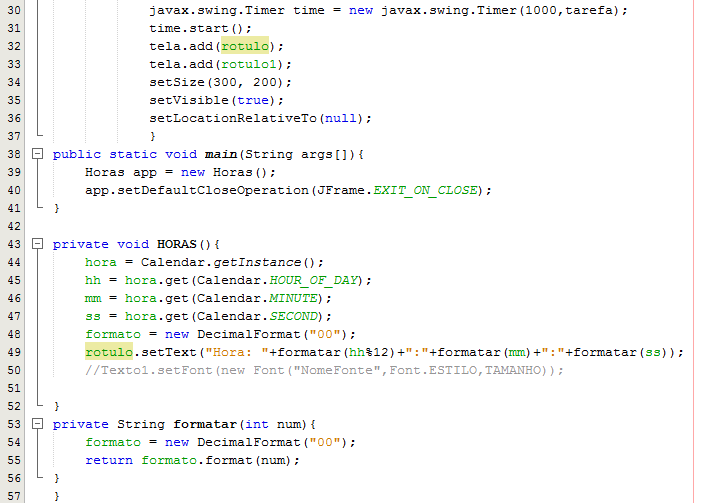 30 javax.swing.Timer time = new javax.swing.Timer(1000,tarefa);
31 time.start();
32 tela.add(rotulo);
33 tela.add(rotulo1);
34 setSize(300, 200);
35 setVisible(true);
36 setLocationRelativeTo(null);
37 }
38 public static void main(String args[]){
39 Horas app = new Horas();
40 app.setDefaultCloseOperation(JFrame.EXIT_ON_CLOSE);
41 }
42
43 private void HORAS(){
44 hora = Calendar.getInstance();
45 hh = hora.get(Calendar.HOUR_OF_DAY);
46 mm = hora.get(Calendar.MINUTE);
47 ss = hora.get(Calendar.SECOND);
48 formato = new DecimalFormat("00");
49 rotulo.setText("Hora: "+formatar(hh%12)+":"+formatar(mm)+":"+formatar(ss));
50 //Texto1.setFont(new Font("NomeFonte",Font.ESTILO,TAMANHO));
51
52 }
53 private String formatar(int num){
54 formato = new DecimalFormat("00");
55 return formato.format(num);
56 }
57 }